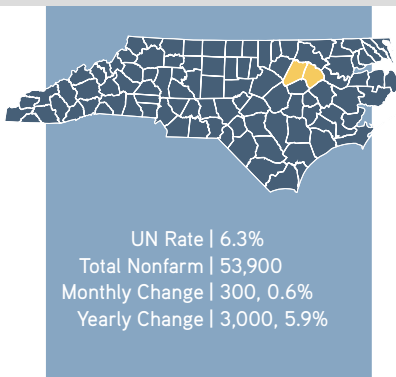 UN Rate | 6.3%
Total Nonfarm | 53,900
Monthly Change | 300, 0.6%
Yearly Change | 3,000, 5.9%